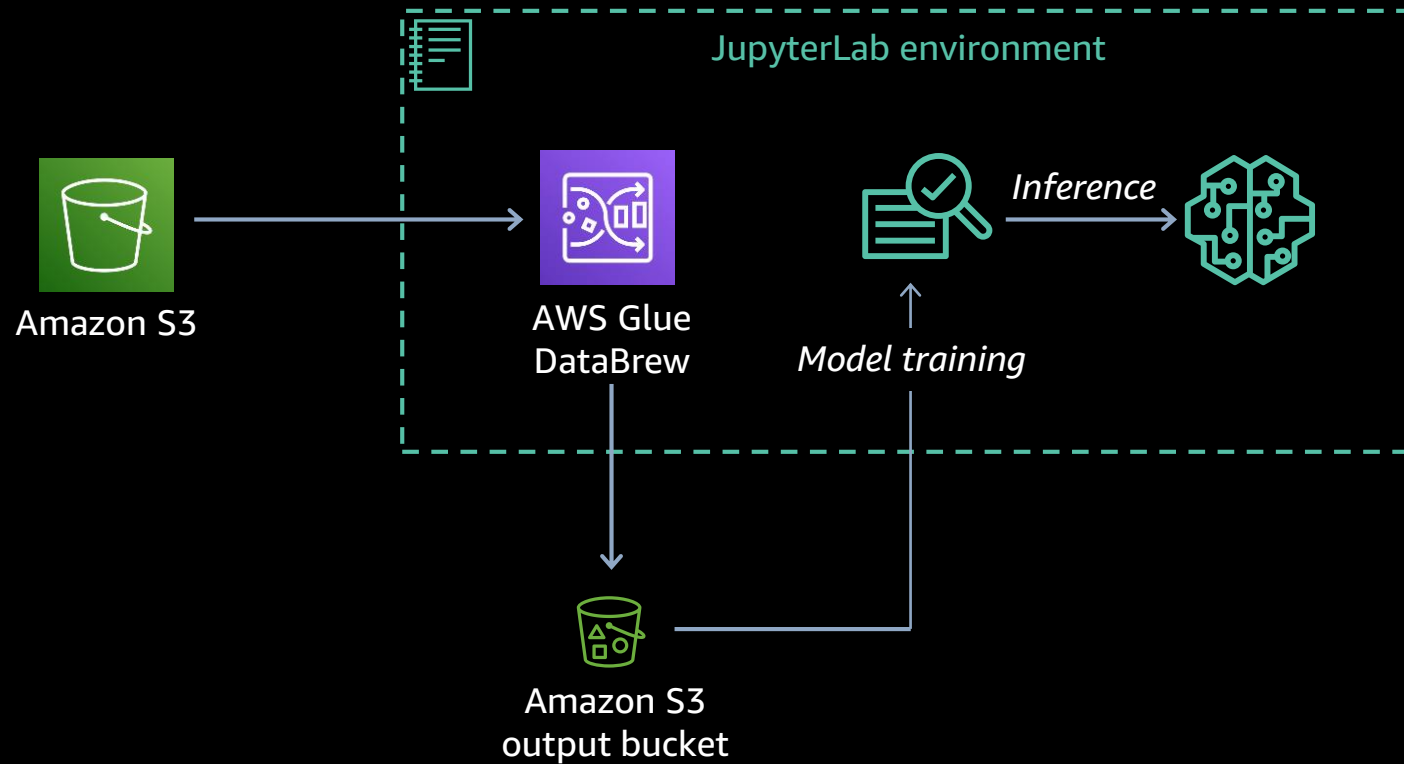 JupyterLab environment
Amazon S3
AWS Glue
DataBrew
Model training
Inference
Amazon S3
output bucket